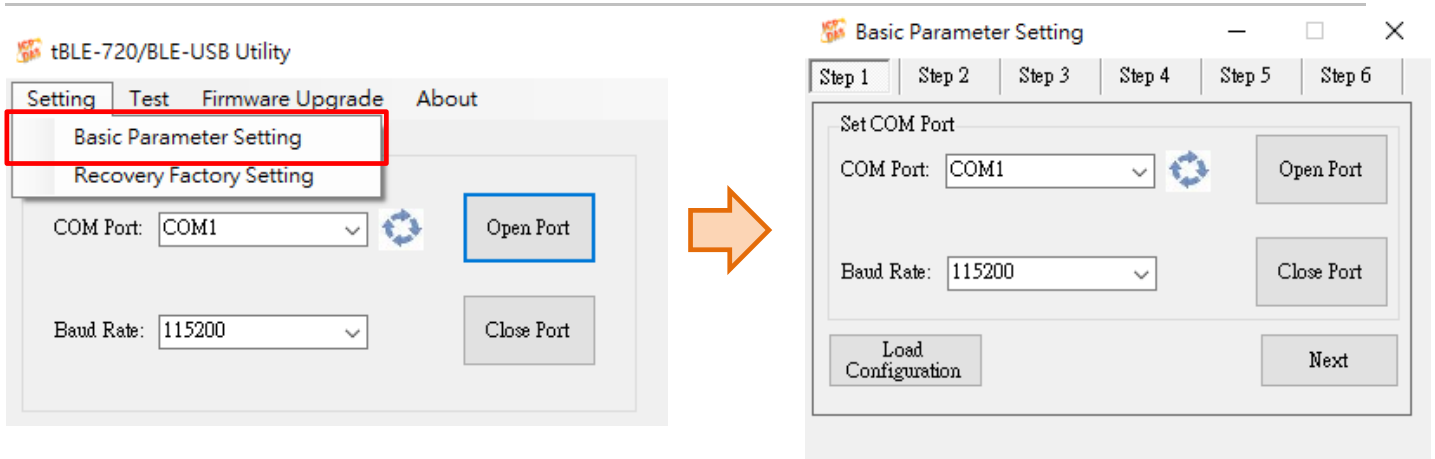 tBLE-720/BLE-USB Utility
Setting Test Firmware Upgrade About
Basic Parameter Setting
Recovery Factory Setting
COM Port: COM1 Open Port
Baud Rate: 115200 Close Port
ICP DAS Basic Parameter Setting
Step 1 Step 2 Step 3 Step 4 Step 5 Step 6
Set COM Port
COM Port: COM1 Open Port
Baud Rate: 115200 Close Port
Load
Configuration
Next